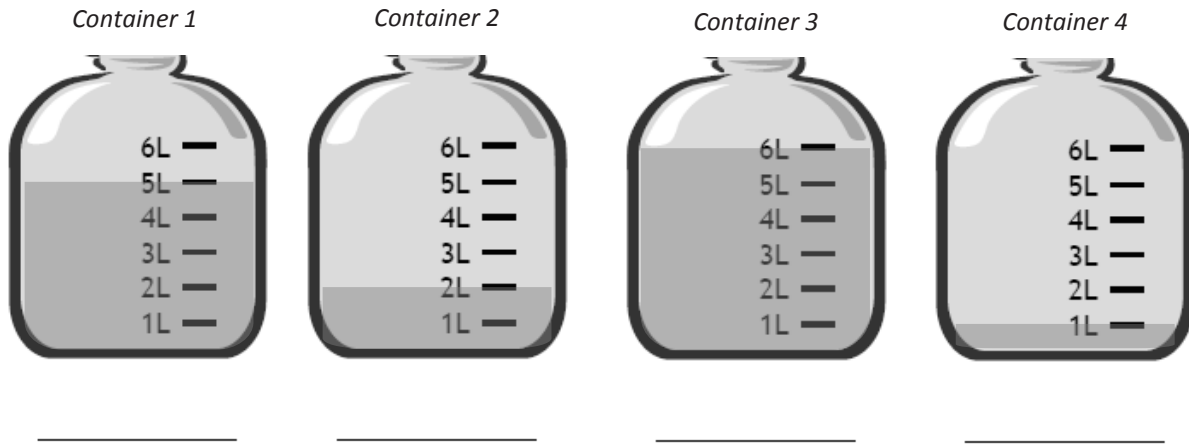 Container 1
Container 2
Container 3
Container 4
6L
5L
4L
3L
2L
1L
6L
5L
4L
3L
2L
1L
6L
5L
4L
3L
2L
1L
6L
5L
4L
3L
2L
1L